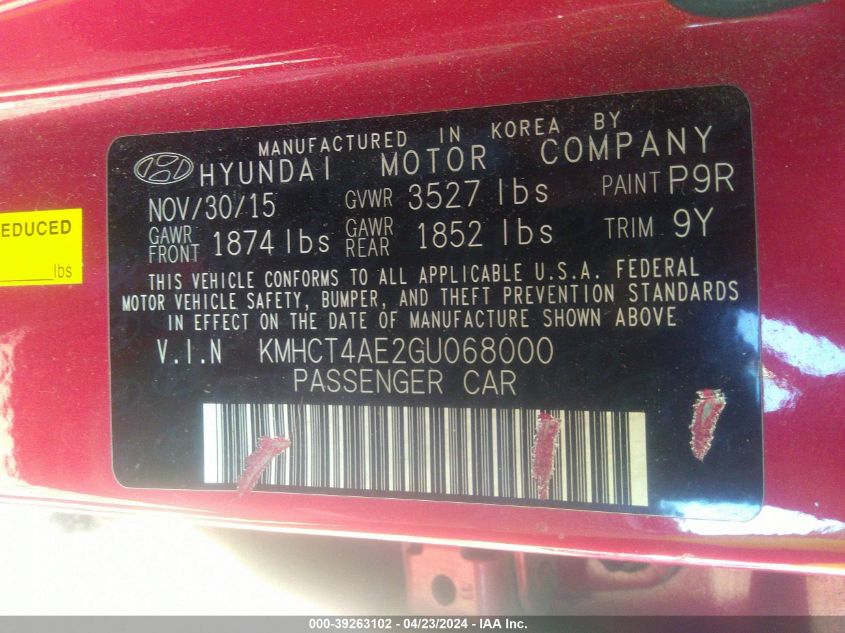 MANUFACTURED IN KOREA BY
HYUNDAI MOTOR COMPANY
NOV/30/15 GVWR 3527 lbs PAINT P9R
GAWR FRONT 1874 lbs GAWR REAR 1852 lbs TRIM 9Y
THIS VEHICLE CONFORMS TO ALL APPLICABLE U.S.A. FEDERAL
MOTOR VEHICLE SAFETY, BUMPER, AND THEFT PREVENTION STANDARDS
IN EFFECT ON THE DATE OF MANUFACTURE SHOWN ABOVE
V.I.N KMHCT4AE2GU068000
PASSENGER CAR
EDUCED
lbs
000-39263102 - 04/23/2024 - IAA Inc.